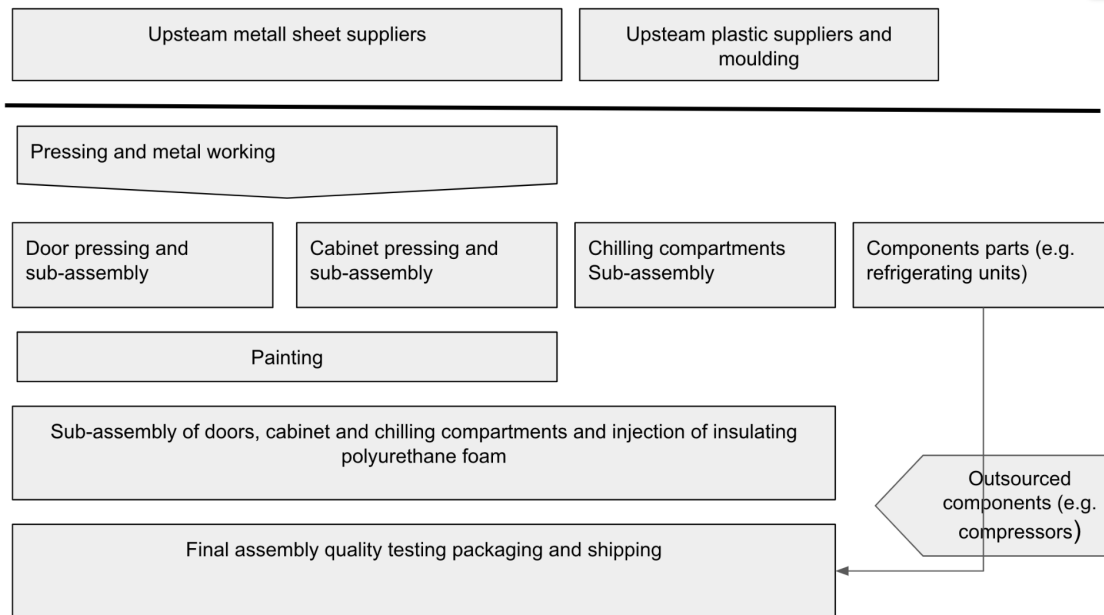 Upsteam metall sheet suppliers
Upsteam plastic suppliers and
moulding
Pressing and metal working
Door pressing and
sub-assembly
Cabinet pressing and
sub-assembly
Chilling compartments
Sub-assembly
Components parts (e.g.
refrigerating units)
Painting
Sub-assembly of doors, cabinet and chilling compartments and injection of insulating
polyurethane foam
Outsourced
components (e.g.
compressors)
Final assembly quality testing packaging and shipping